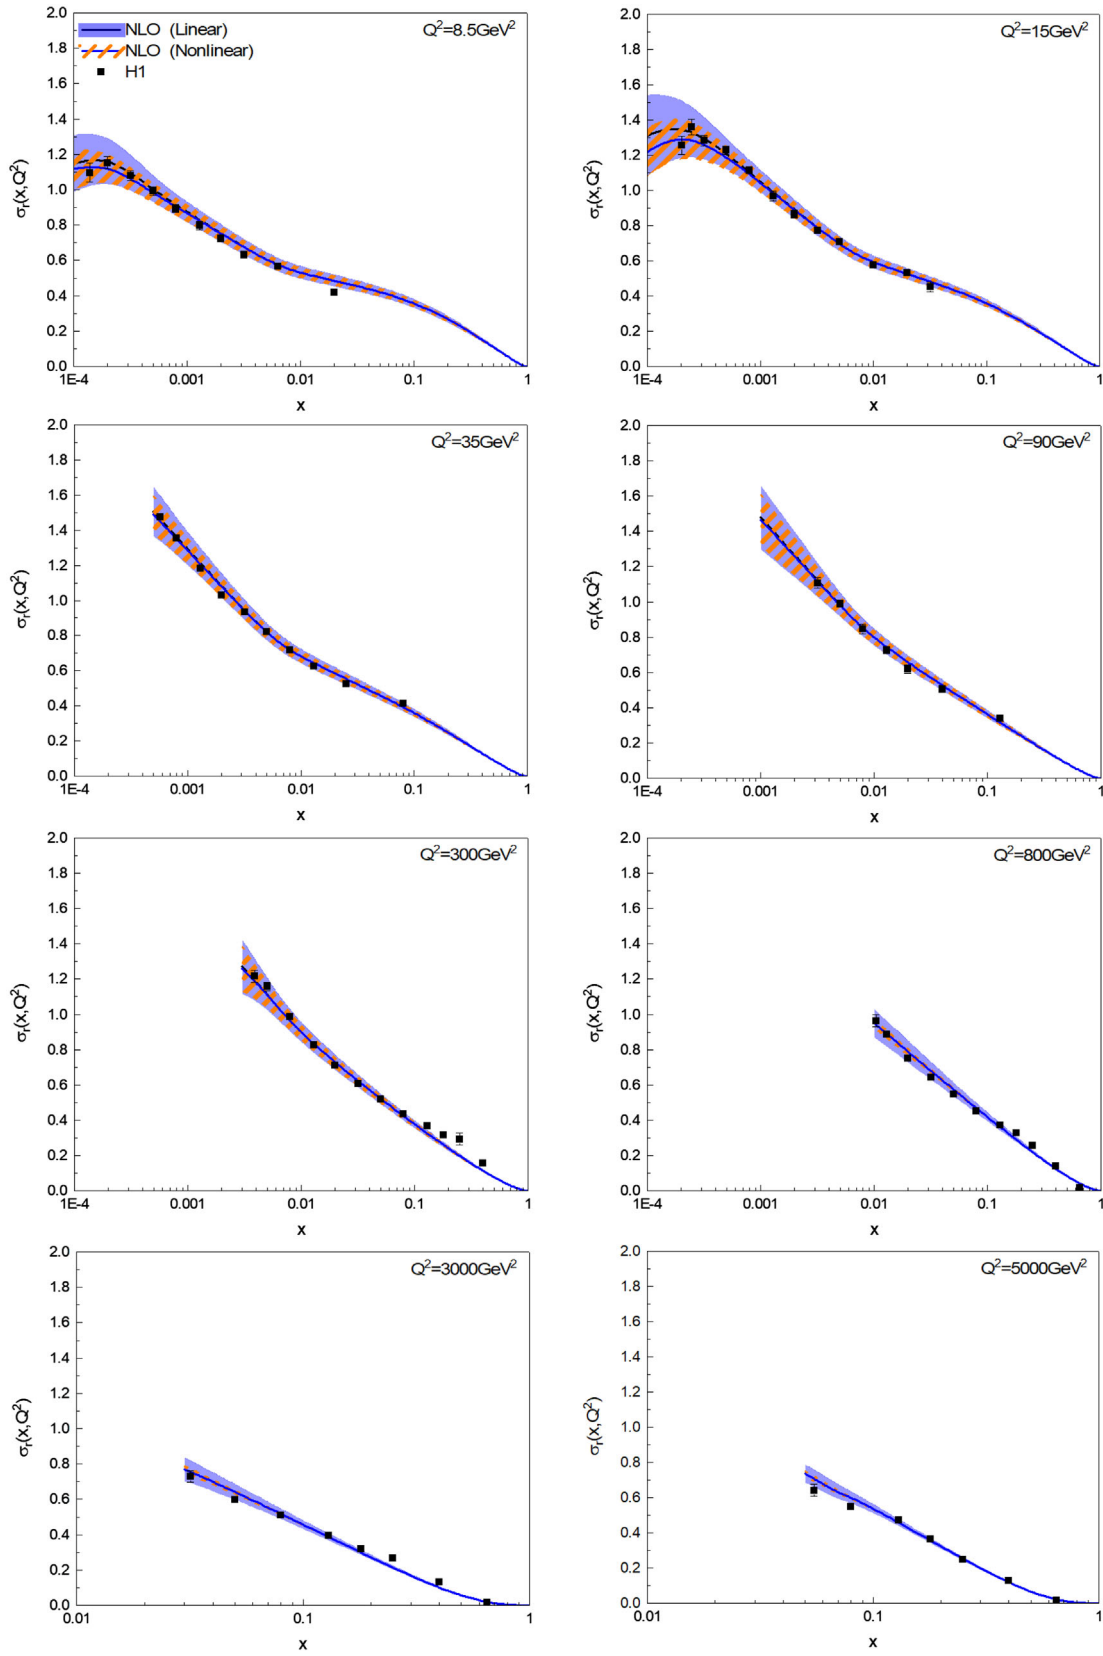 2.0
1.8
1.6
1.4
1.2
1.0
0.8
0.6
0.4
0.2
0.0
NLO (Linear)
NLO (Nonlinear)
H1
Q²=8.5GeV²
σr(x,Q²)
1E-4 0.001 0.01 0.1 1
x
2.0
1.8
1.6
1.4
1.2
1.0
0.8
0.6
0.4
0.2
0.0
Q²=15GeV²
σr(x,Q²)
1E-4 0.001 0.01 0.1 1
x
2.0
1.8
1.6
1.4
1.2
1.0
0.8
0.6
0.4
0.2
0.0
Q²=35GeV²
σr(x,Q²)
1E-4 0.001 0.01 0.1 1
x
2.0
1.8
1.6
1.4
1.2
1.0
0.8
0.6
0.4
0.2
0.0
Q²=90GeV²
σr(x,Q²)
1E-4 0.001 0.01 0.1 1
x
2.0
1.8
1.6
1.4
1.2
1.0
0.8
0.6
0.4
0.2
0.0
Q²=300GeV²
σr(x,Q²)
1E-4 0.001 0.01 0.1 1
x
2.0
1.8
1.6
1.4
1.2
1.0
0.8
0.6
0.4
0.2
0.0
Q²=800GeV²
σr(x,Q²)
1E-4 0.001 0.01 0.1 1
x
2.0
1.8
1.6
1.4
1.2
1.0
0.8
0.6
0.4
0.2
0.0
Q²=3000GeV²
σr(x,Q²)
0.01 0.1 1
x
2.0
1.8
1.6
1.4
1.2
1.0
0.8
0.6
0.4
0.2
0.0
Q²=5000GeV²
σr(x,Q²)
0.01 0.1 1
x